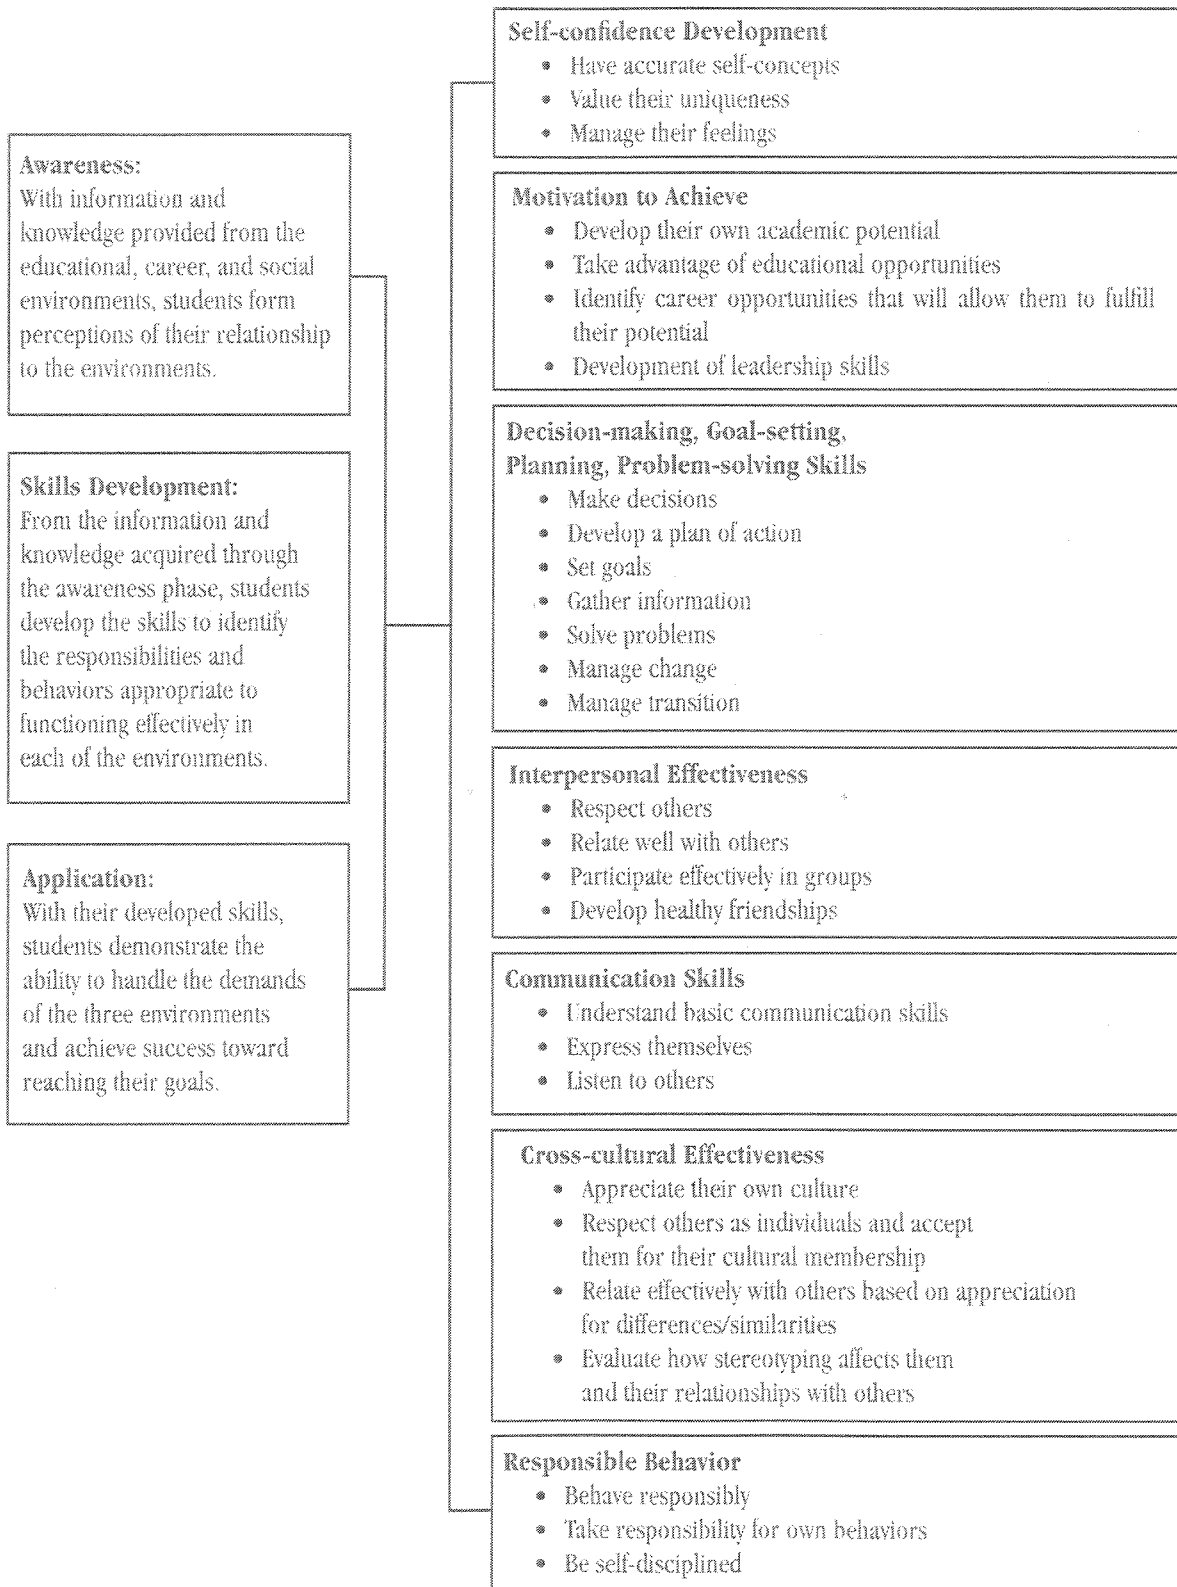 Awareness:
With information and
knowledge provided from the
educational, career, and social
environments, students form
perceptions of their relationship
to the environments.
Skills Development:
From the information and
knowledge acquired through
the awareness phase, students
develop the skills to identify
the responsibilities and
behaviors appropriate to
functioning effectively in
each of the environments.
Application:
With their developed skills,
students demonstrate the
ability to handle the demands
of the three environments
and achieve success toward
reaching their goals.
Self-confidence Development
• Have accurate self-concepts
• Value their uniqueness
• Manage their feelings
Motivation to Achieve
• Develop their own academic potential
• Take advantage of educational opportunities
• Identify career opportunities that will allow them to fulfill
their potential
• Development of leadership skills
Decision-making, Goal-setting,
Planning, Problem-solving Skills
• Make decisions
• Develop a plan of action
• Set goals
• Gather information
• Solve problems
• Manage change
• Manage transition
Interpersonal Effectiveness
• Respect others
• Relate well with others
• Participate effectively in groups
• Develop healthy friendships
Communication Skills
• Understand basic communication skills
• Express themselves
• Listen to others
Cross-cultural Effectiveness
• Appreciate their own culture
• Respect others as individuals and accept
them for their cultural membership
• Relate effectively with others based on appreciation
for differences/similarities
• Evaluate how stereotyping affects them
and their relationships with others
Responsible Behavior
• Behave responsibly
• Take responsibility for own behaviors
• Be self-disciplined